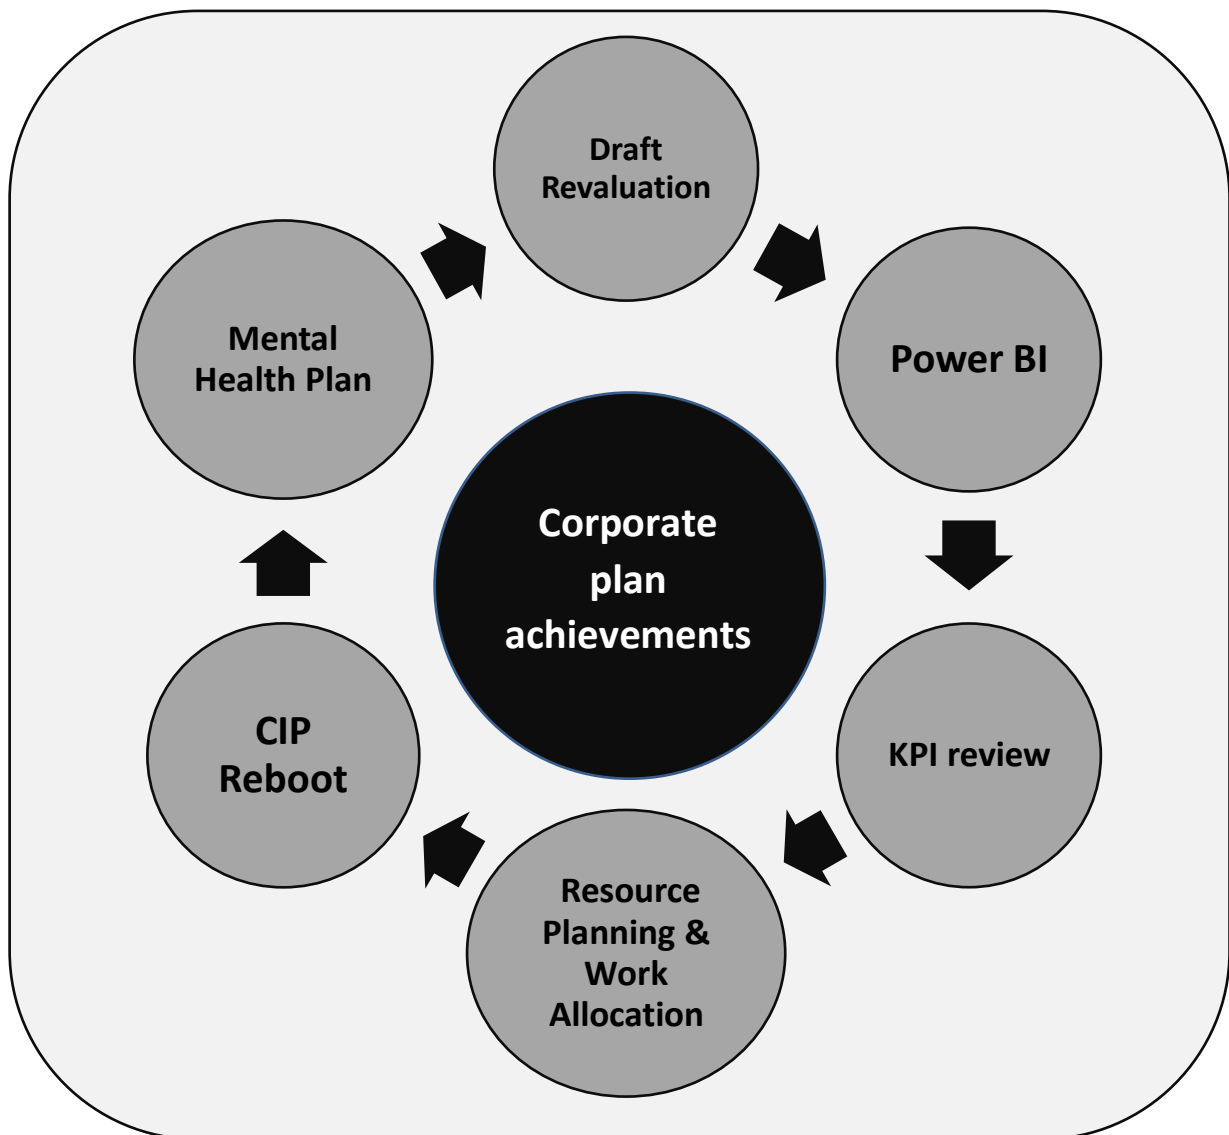 Draft
Revaluation
Power BI
KPI review
Resource
Planning &
Work
Allocation
CIP
Reboot
Mental
Health Plan
Corporate
plan
achievements